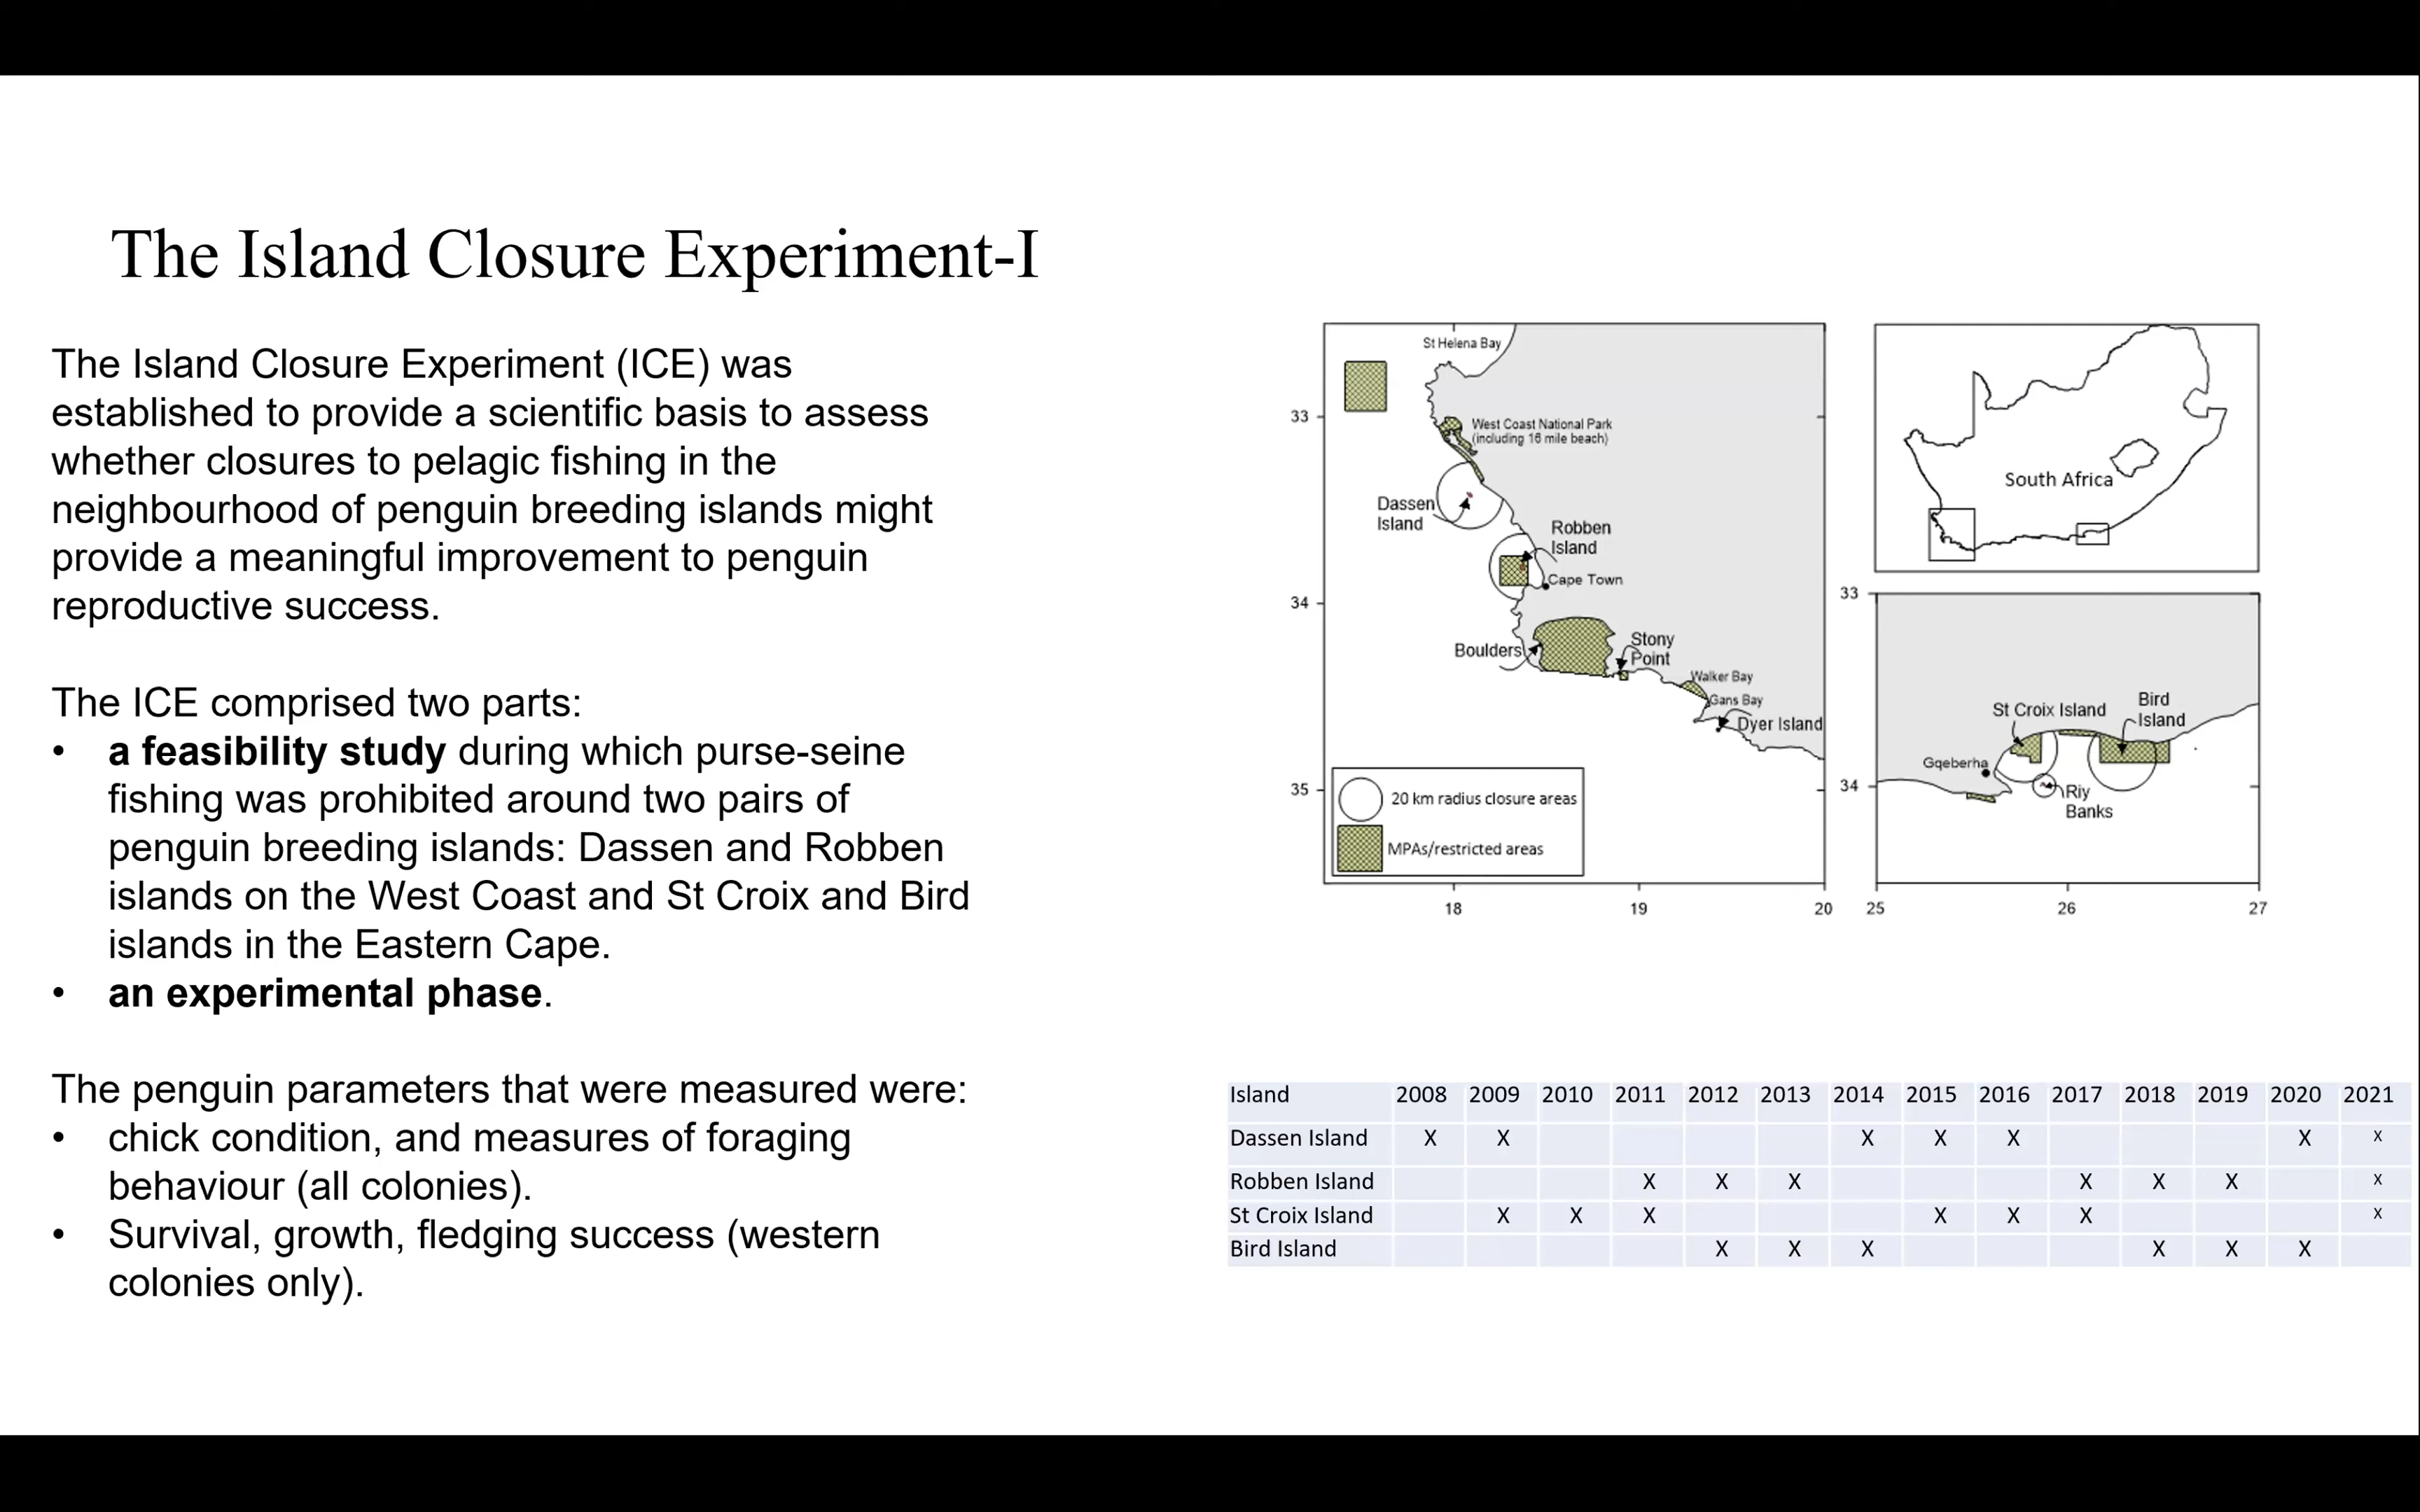 The Island Closure Experiment-I
The Island Closure Experiment (ICE) was
established to provide a scientific basis to assess
whether closures to pelagic fishing in the
neighbourhood of penguin breeding islands might
provide a meaningful improvement to penguin
reproductive success.
The ICE comprised two parts:
• a feasibility study during which purse-seine
fishing was prohibited around two pairs of
penguin breeding islands: Dassen and Robben
islands on the West Coast and St Croix and Bird
islands in the Eastern Cape.
• an experimental phase.
The penguin parameters that were measured were:
• chick condition, and measures of foraging
behaviour (all colonies).
• Survival, growth, fledging success (western
colonies only).
St Helena Bay
33
West Coast National Park
(including 16 mile beach)
Dassen
Island
Robben
Island
Cape Town
34
Boulders
Stony
Point
Walker Bay
Gans Bay
Dyer Island
35
20 km radius closure areas
MPAs/restricted areas
18 19 20
South Africa
33
St Croix Island
Bird
Island
Gqeberha
34
Riy
Banks
25 26 27
Island 2008 2009 2010 2011 2012 2013 2014 2015 2016 2017 2018 2019 2020 2021
Dassen Island X X X X X X X
Robben Island X X X X X X X
St Croix Island X X X X X X X
Bird Island X X X X X X